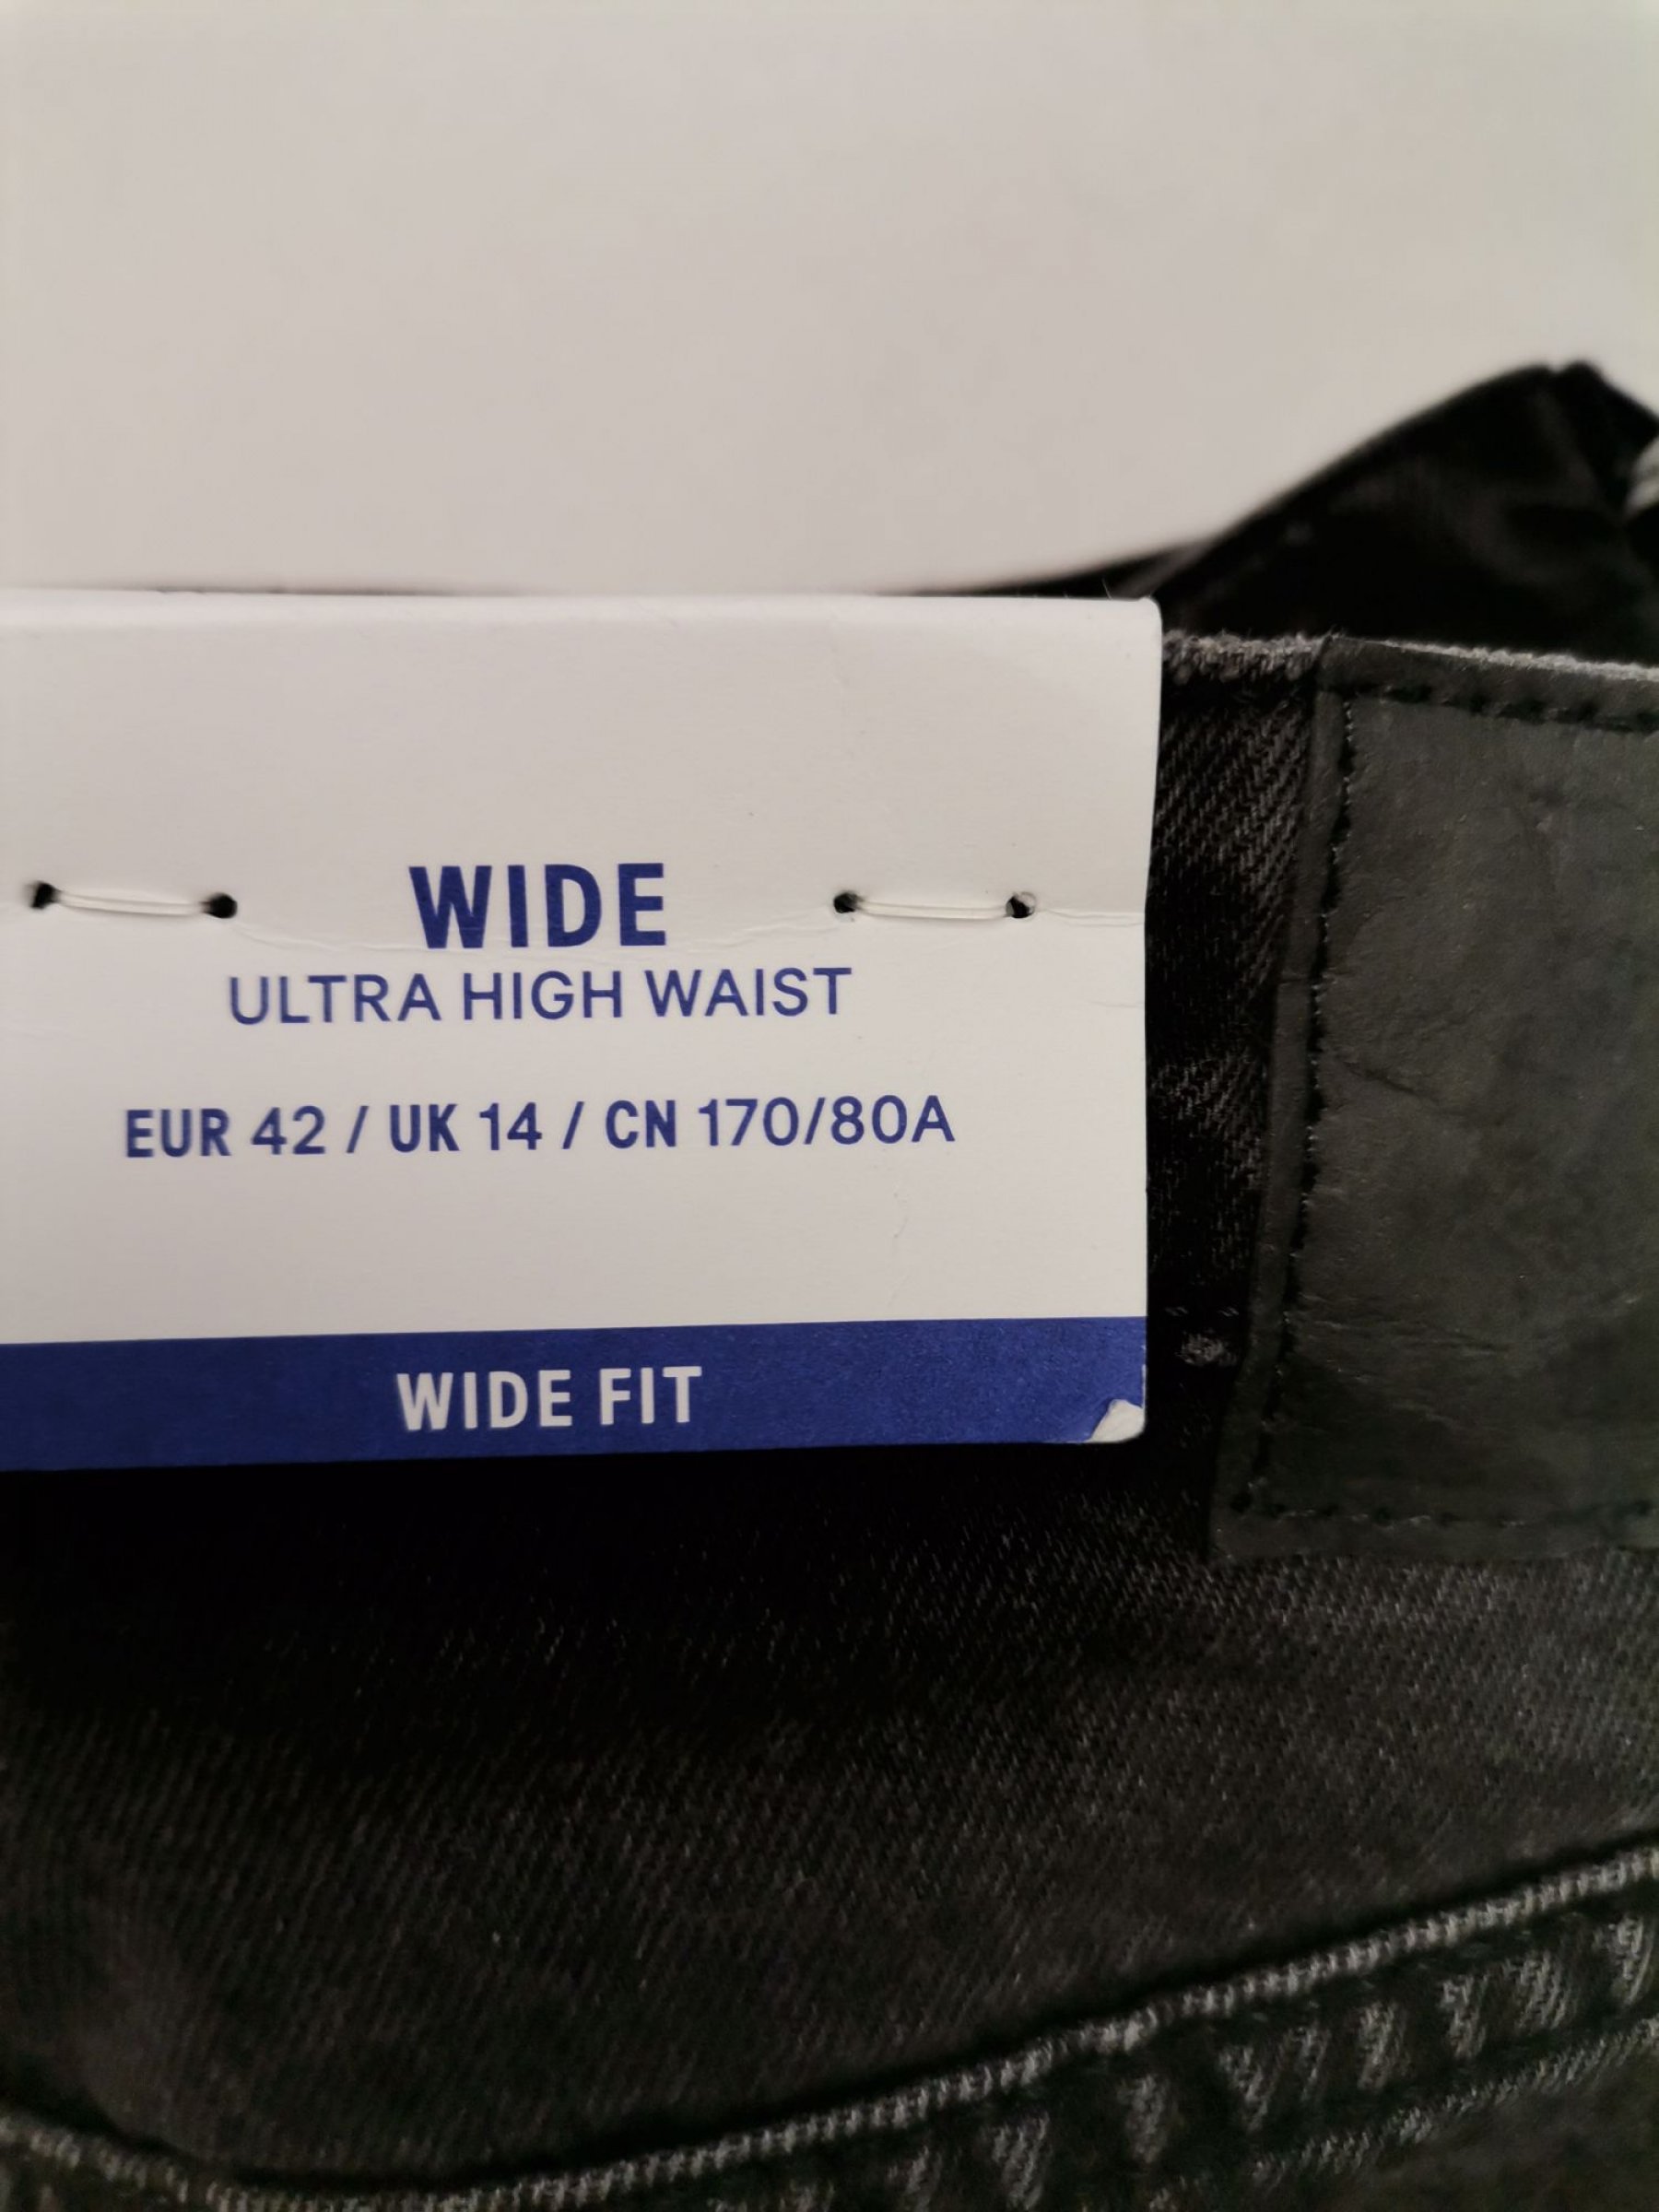 WIDE
ULTRA HIGH WAIST
EUR 42 / UK 14 / CN 170/80A
WIDE FIT